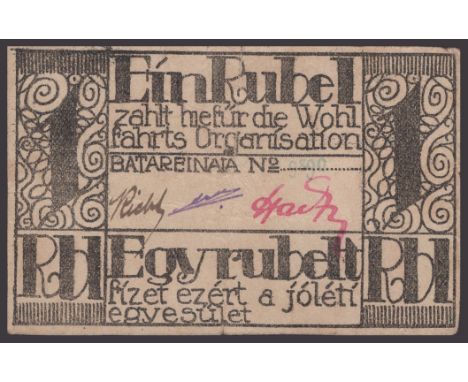 1
Ein Rubel
1
zahlt hiefür die Wohl
fahrts Organisation
BATAREINAJA No
Rbl
Egy rubelt
Rbl
fizet ezért a jóléti
egyesület